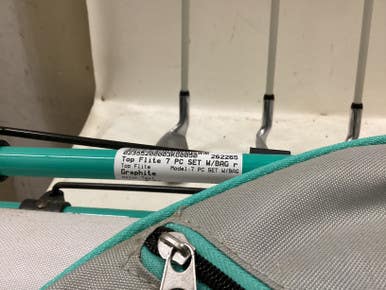 262265
Top Flite 7 PC SET W/BAG r
Top Flite Model:7 PC SET W/BAG
Graphite